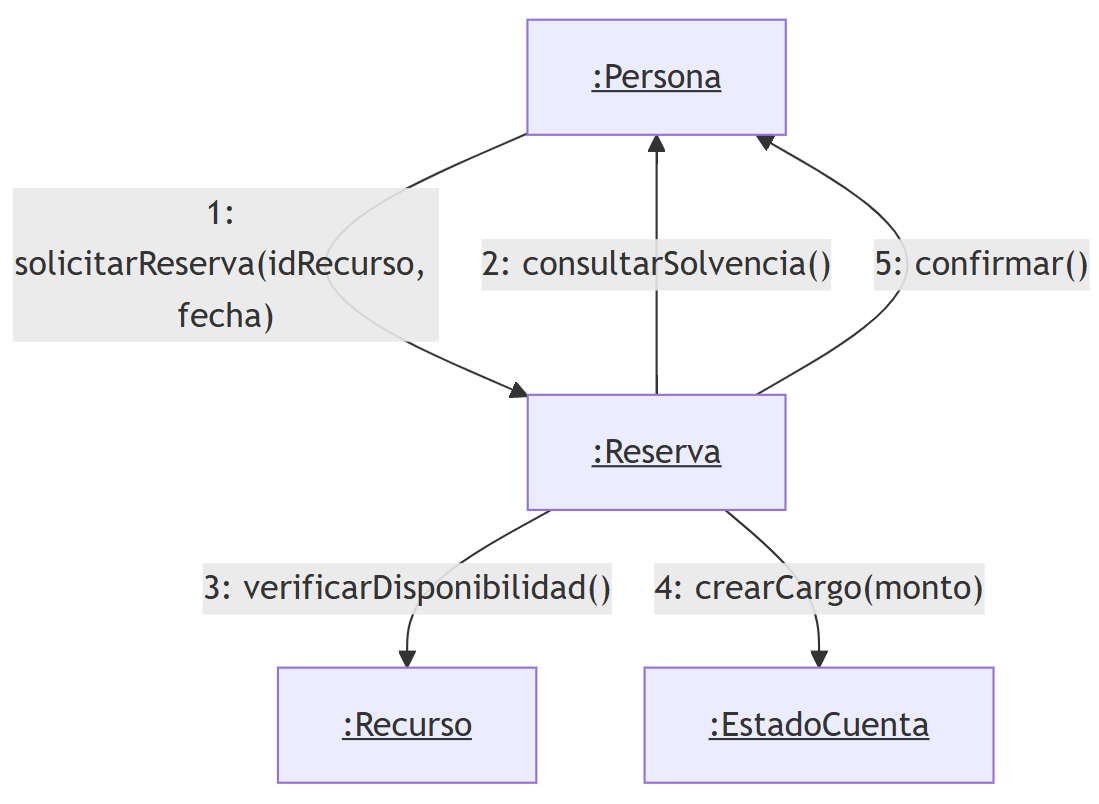 :Persona
1:
solicitarReserva(idRecurso,
fecha)
2: consultarSolvencia()
5: confirmar()
:Reserva
3: verificarDisponibilidad()
4: crearCargo(monto)
:Recurso
:EstadoCuenta